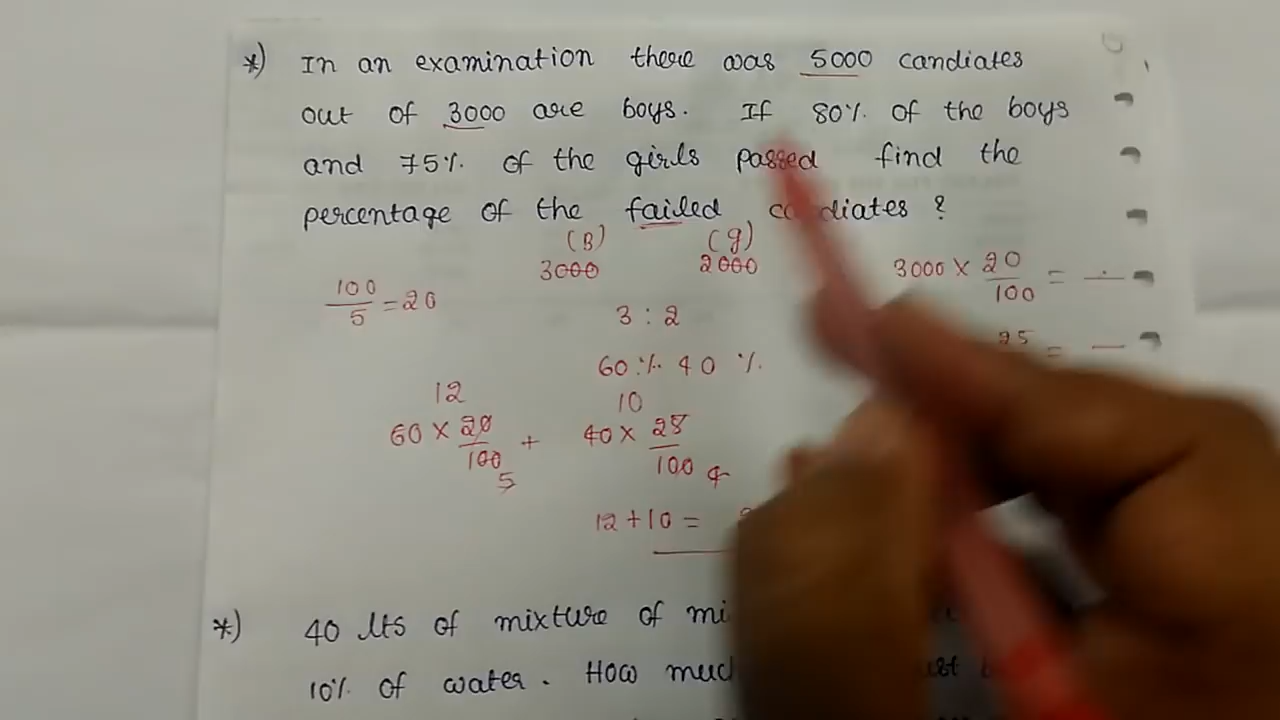 *) In an examination there was 5000 candiates
out of 3000 are boys. If 80% of the boys
and 75% of the girls passed find the
percentage of the failed candiates ?
(B) (g)
3000 2000
3000 × 20/100 =
100/5 = 20
3 : 2
25 =
60% 40 %
12 10
60 × 20/100 + 40 × 25/100
5 4
12 + 10 =
*) 40 lts of mixture of
10% of water. How